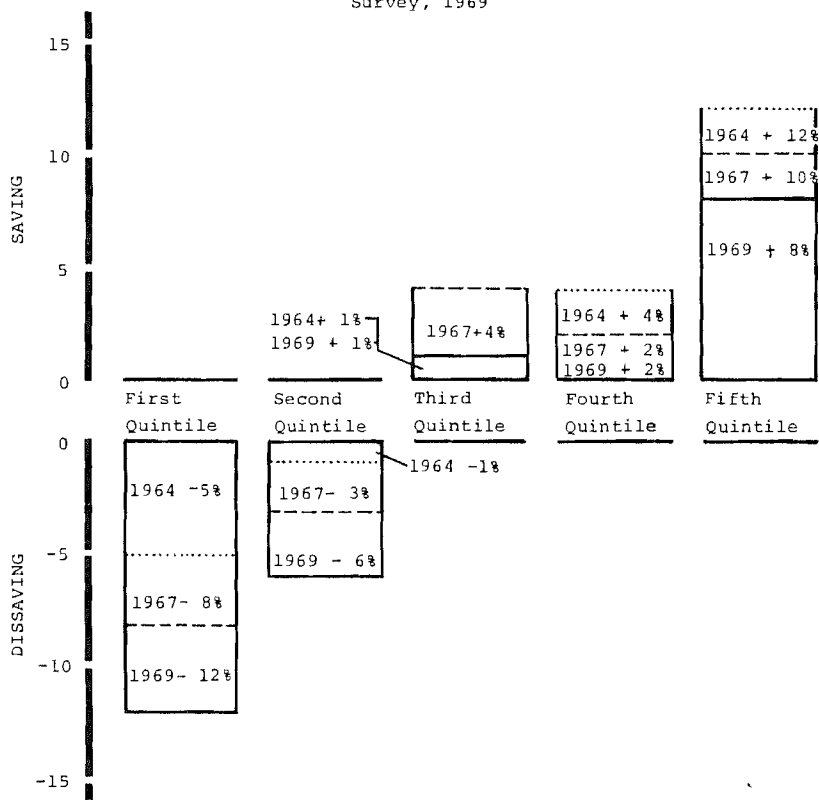 Survey, 1969
15
1964 + 12%
10
1967 + 10%
SAVING
1969 + 8%
5
1964+ 1%
1969 + 1%
1967+4%
1964 + 4%
1967 + 2%
1969 + 2%
0
First Quintile
Second Quintile
Third Quintile
Fourth Quintile
Fifth Quintile
0
1964 -5%
1964 -1%
1967- 3%
-5
1969 - 6%
DISSAVING
1967- 8%
-10
1969- 12%
-15